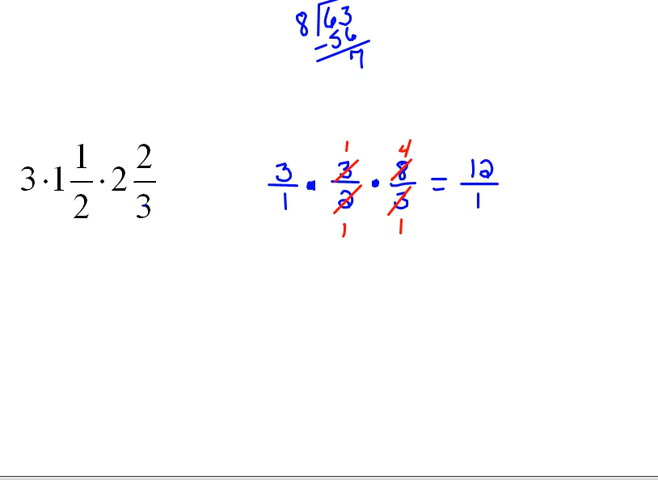 8 63
-56
7
3·1 1/2·2 2/3
3/1 · 3/2 · 8/3 = 12/1
1 4
1 1